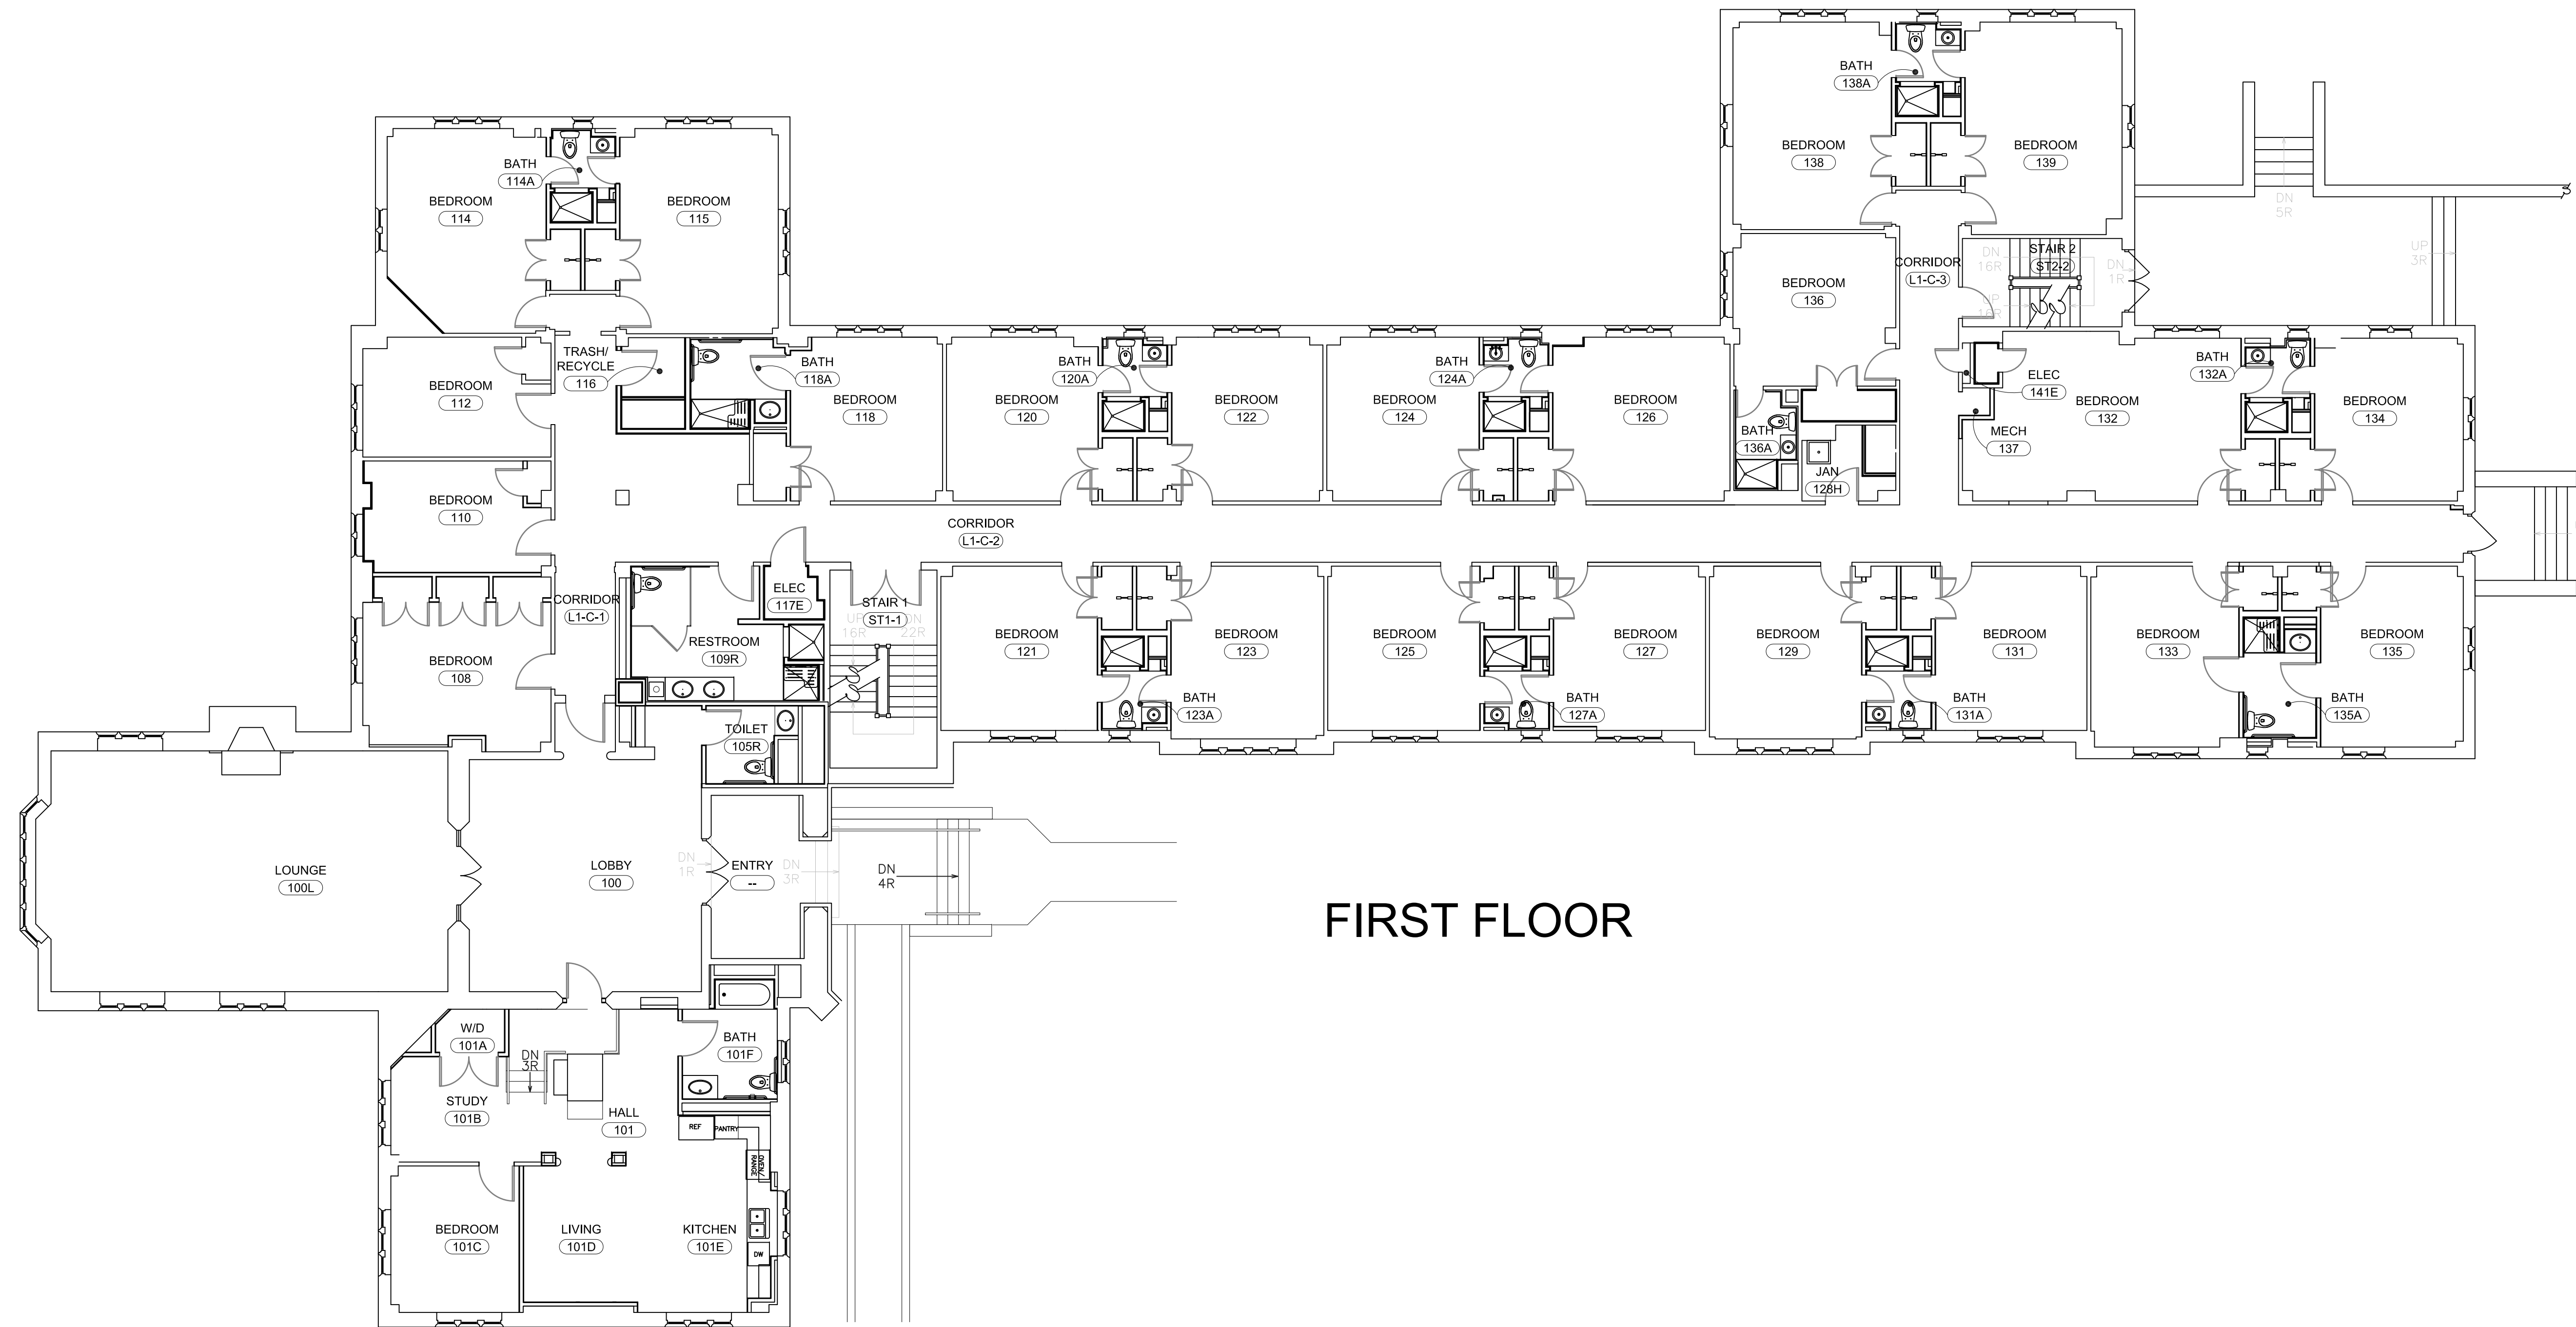 BATH
138A
BEDROOM
138
BEDROOM
139
BATH
114A
BEDROOM
114
BEDROOM
115
DN
5R
UP
3R
CORRIDOR
L1-C-3
DN
16R
STAIR 2
ST2-2
DN
1R
UP
16R
BEDROOM
136
TRASH/
RECYCLE
116
BEDROOM
112
BATH
118A
BEDROOM
118
BEDROOM
120
BATH
120A
BEDROOM
122
BEDROOM
124
BATH
124A
BEDROOM
126
BATH
136A
JAN
128H
ELEC
141E
MECH
137
BEDROOM
132
BATH
132A
BEDROOM
134
BEDROOM
110
CORRIDOR
L1-C-2
CORRIDOR
L1-C-1
BEDROOM
108
RESTROOM
109R
ELEC
117E
STAIR 1
ST1-1
UP
16R
DN
22R
BEDROOM
121
BEDROOM
123
BATH
123A
BEDROOM
125
BEDROOM
127
BATH
127A
BEDROOM
129
BEDROOM
131
BATH
131A
BEDROOM
133
BEDROOM
135
BATH
135A
TOILET
105R
LOUNGE
100L
LOBBY
100
DN
1R
ENTRY
--
DN
3R
DN
4R
FIRST FLOOR
W/D
101A
DN
3R
BATH
101F
STUDY
101B
HALL
101
REF
PANTRY
OVEN/
RANGE
BEDROOM
101C
LIVING
101D
KITCHEN
101E
DW